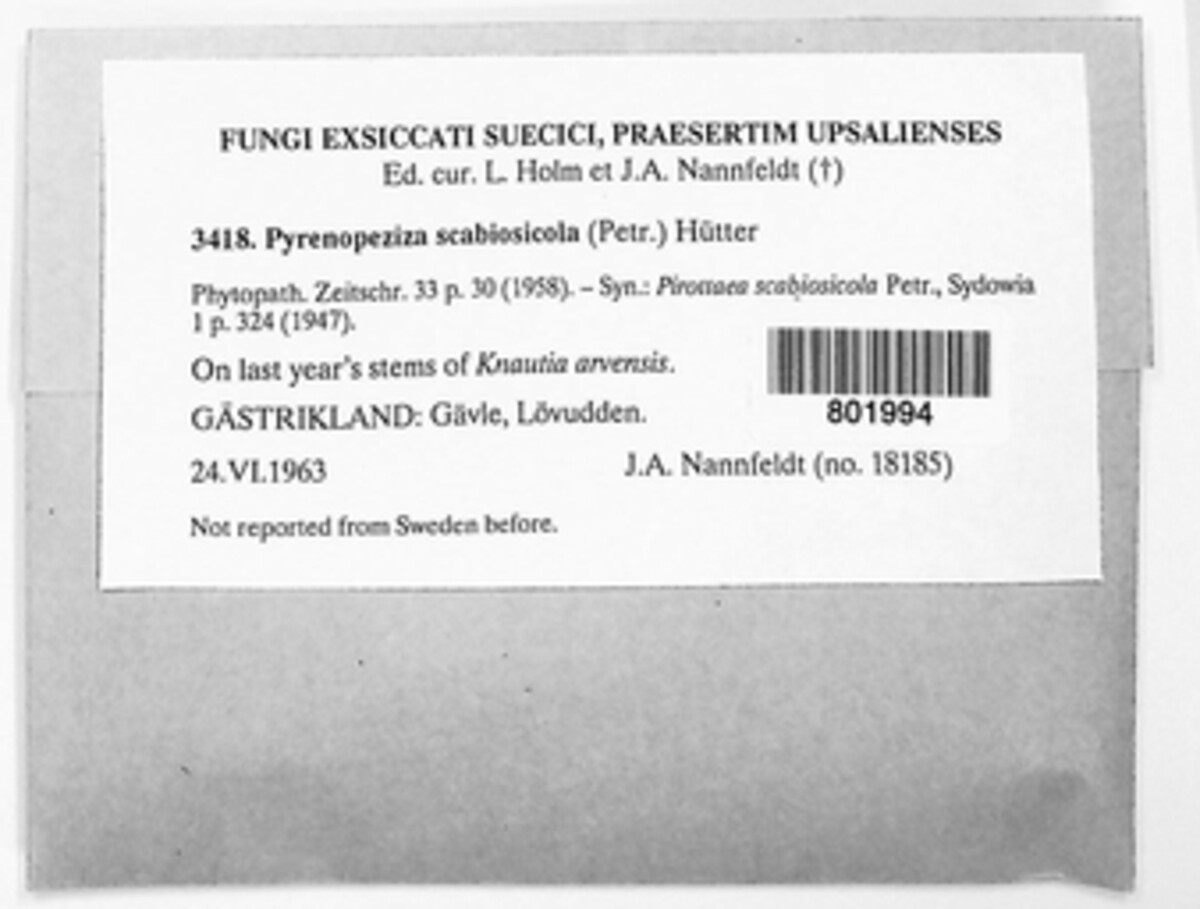 FUNGI EXSICCATI SUECICI, PRAESERTIM UPSALIENSES
Ed. cur. L. Holm et J.A. Nannfeldt (†)
3418. Pyrenopeziza scabiosicola (Petr.) Hütter
Phytopath. Zeitschr. 33 p. 30 (1958). – Syn.: Pirottaea scabiosicola Petr., Sydowia
1 p. 324 (1947).
On last year's stems of Knautia arvensis.
GÄSTRIKLAND: Gävle, Lövudden.
801994
24.VI.1963 J.A. Nannfeldt (no. 18185)
Not reported from Sweden before.